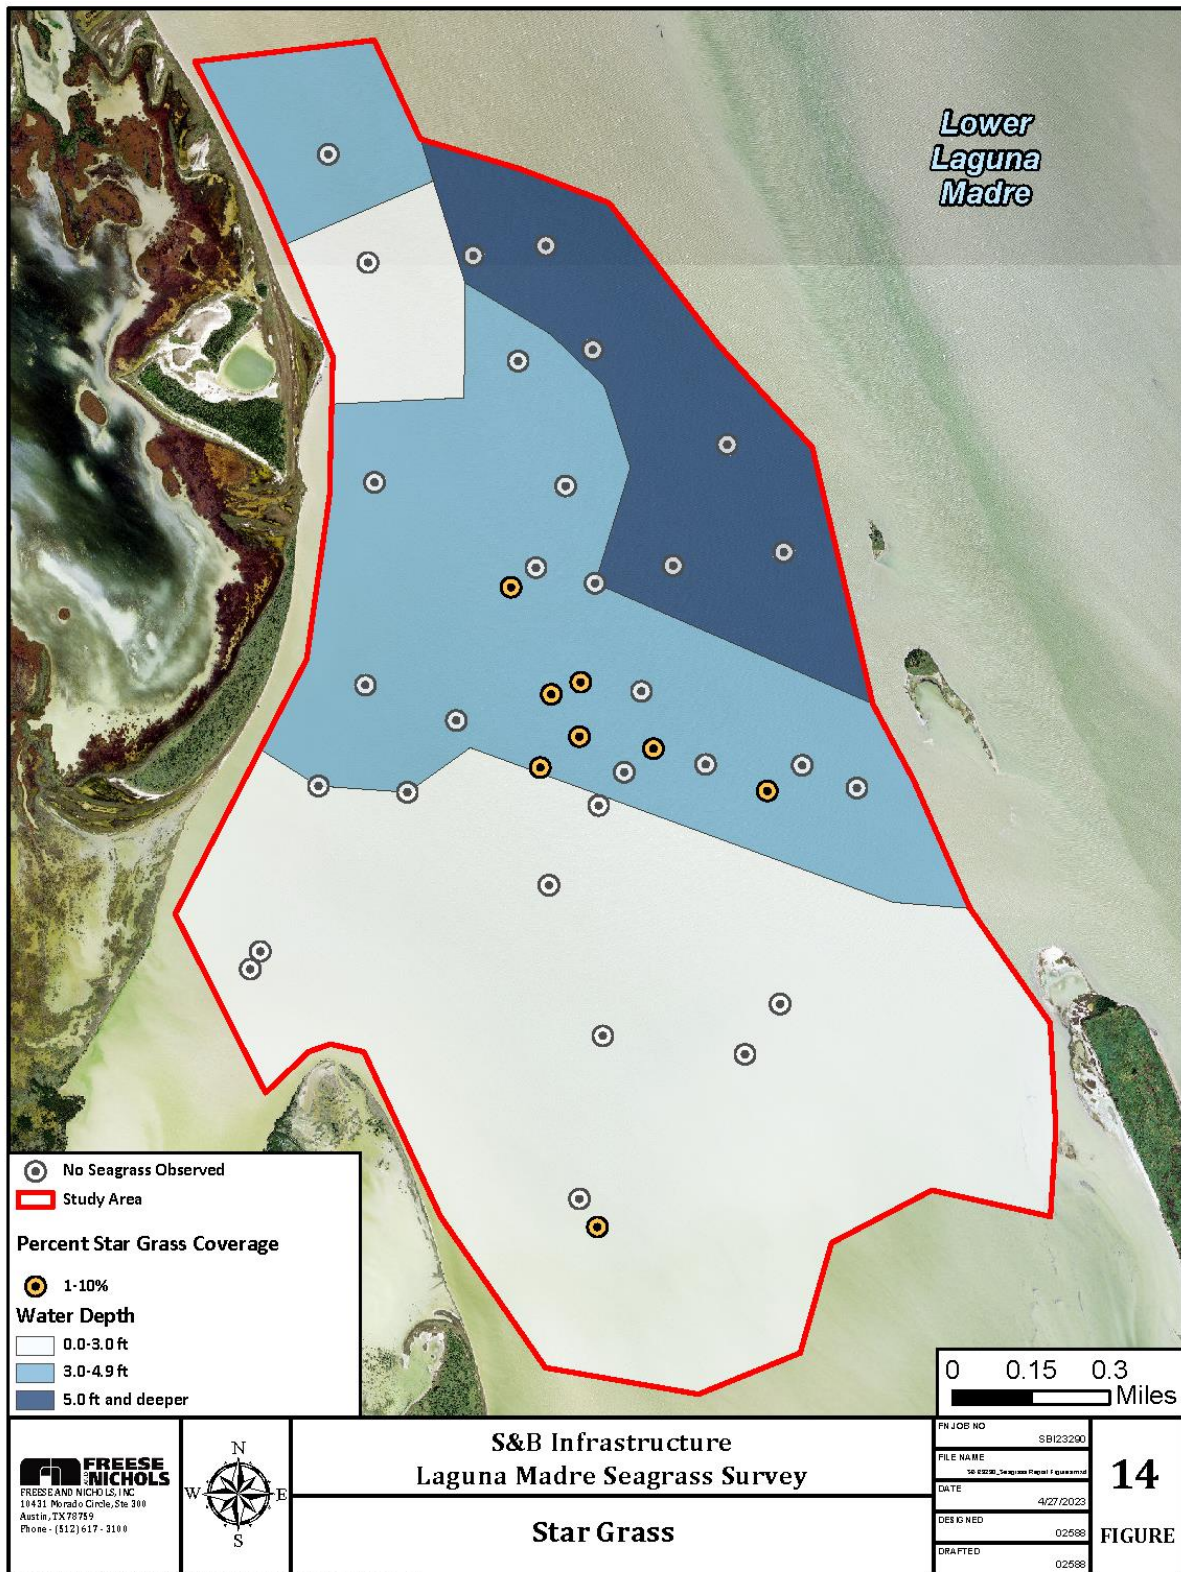 Lower
Laguna
Madre
No Seagrass Observed
Study Area
Percent Star Grass Coverage
1-10%
Water Depth
0.0-3.0 ft
3.0-4.9 ft
5.0 ft and deeper
0 0.15 0.3
Miles
FREESE
AND
NICHOLS
FREESE AND NICHOLS, INC
10431 Morado Circle, Ste 300
Austin, TX 78759
Phone - (512) 617 - 3100
N
W E
S
S&B Infrastructure
Laguna Madre Seagrass Survey
Star Grass
FN JOB NO
SBI23290
FILE NAME
DATE
4/27/2023
DESIGNED
02588
DRAFTED
02588
14
FIGURE